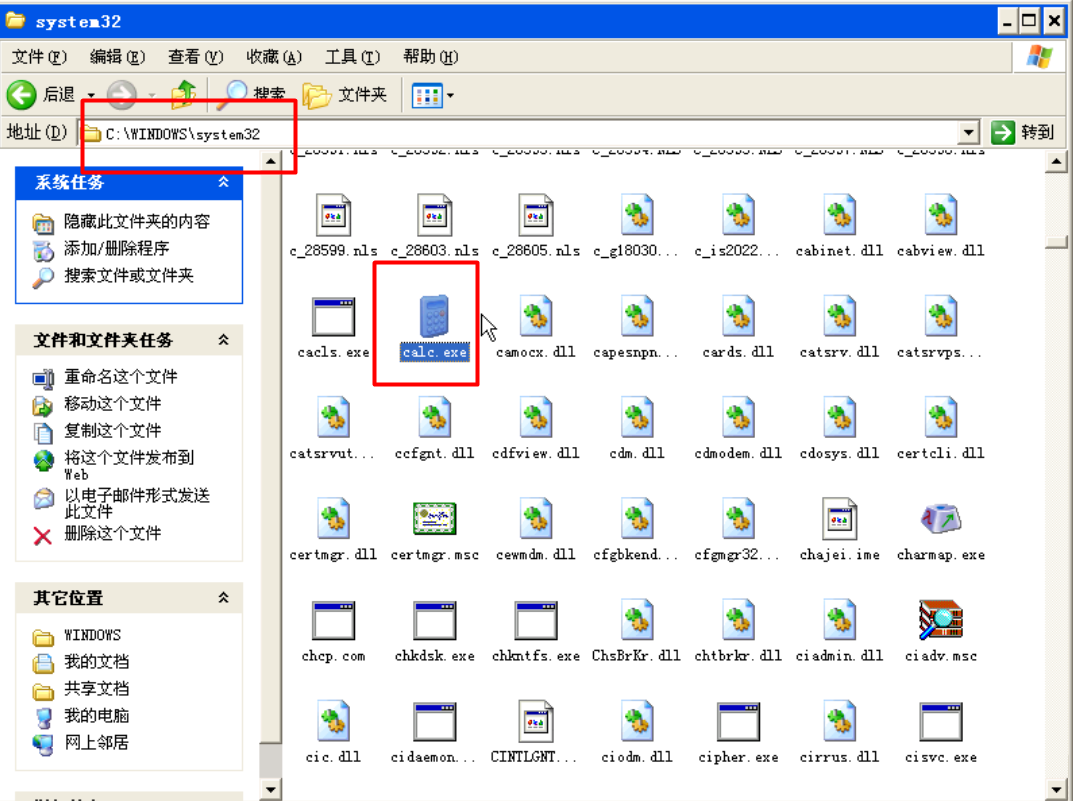 system32
文件(F) 编辑(E) 查看(V) 收藏(A) 工具(T) 帮助(H)
后退 搜索 文件夹
地址(D) C:\WINDOWS\system32 转到
系统任务
隐藏此文件夹的内容
添加/删除程序
搜索文件或文件夹
文件和文件夹任务
重命名这个文件
移动这个文件
复制这个文件
将这个文件发布到
Web
以电子邮件形式发送
此文件
删除这个文件
其它位置
WINDOWS
我的文档
共享文档
我的电脑
网上邻居
c_28599.nls c_28603.nls c_28605.nls c_g18030... c_is2022... cabinet.dll cabview.dll
cacls.exe calc.exe camocx.dll capesnpn... cards.dll catsrv.dll catsrvps...
catsrvut... ccfgnt.dll cdfview.dll cdm.dll cdmodem.dll cdosys.dll certcli.dll
certmgr.dll certmgr.msc cewmdm.dll cfgbkend... cfgmgr32... chajei.ime charmap.exe
chcp.com chkdsk.exe chkntfs.exe ChsBrKr.dll chtbrkr.dll ciadmin.dll ciadv.msc
cic.dll cidaemon... CINTLGNT... ciodm.dll cipher.exe cirrus.dll cisvc.exe